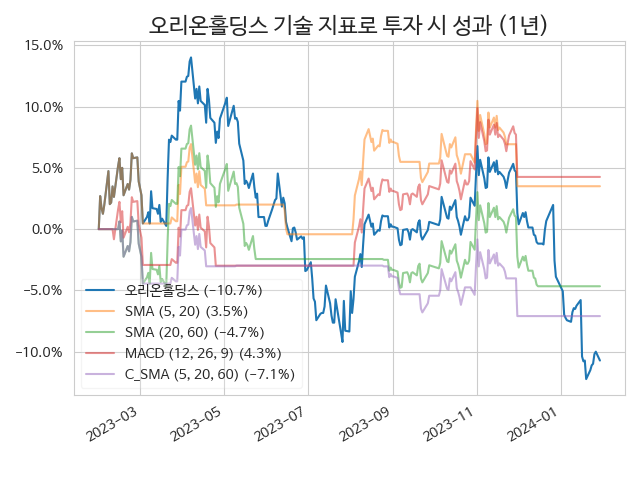 오리온홀딩스 기술 지표로 투자 시 성과 (1년)
15.0%
10.0%
5.0%
0.0%
−5.0%
−10.0%
오리온홀딩스 (−10.7%)
SMA (5, 20) (3.5%)
SMA (20, 60) (−4.7%)
MACD (12, 26, 9) (4.3%)
C_SMA (5, 20, 60) (−7.1%)
2023−03
2023−05
2023−07
2023−09
2023−11
2024−01